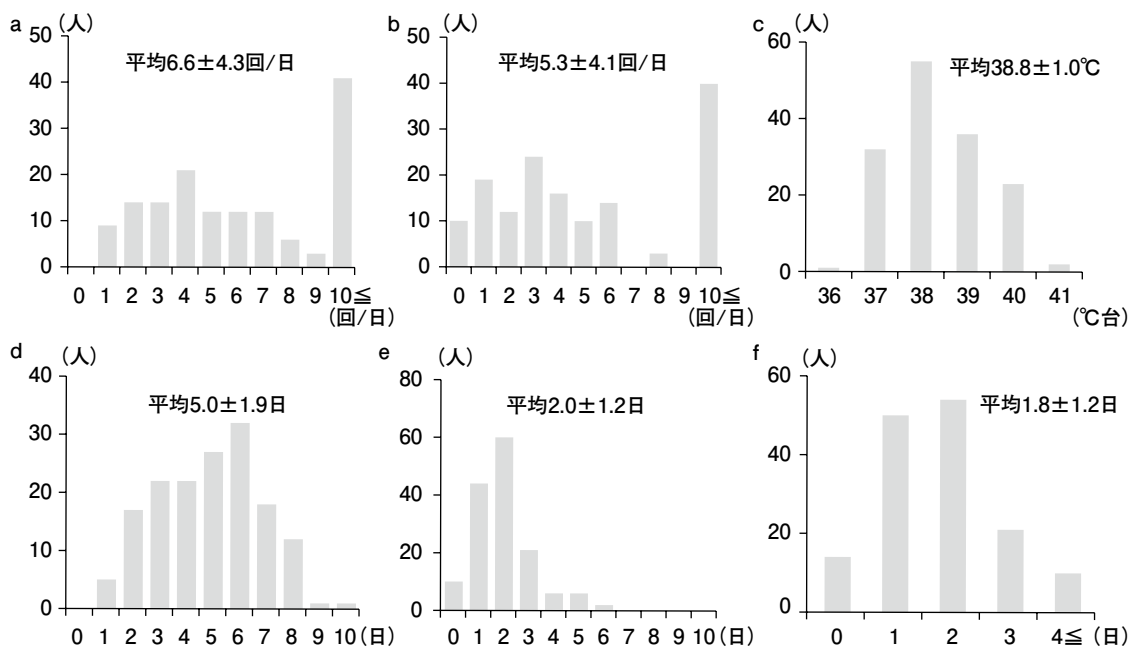 a （人）
平均6.6±4.3回/日
50
40
30
20
10
0
0 1 2 3 4 5 6 7 8 9 10≦
（回/日）
b （人）
平均5.3±4.1回/日
50
40
30
20
10
0
0 1 2 3 4 5 6 7 8 9 10≦
（回/日）
c （人）
平均38.8±1.0℃
60
40
20
0
36 37 38 39 40 41
（℃台）
d （人）
平均5.0±1.9日
40
30
20
10
0
0 1 2 3 4 5 6 7 8 9 10（日）
e （人）
平均2.0±1.2日
80
60
40
20
0
0 1 2 3 4 5 6 7 8 9 10（日）
f （人）
平均1.8±1.2日
60
40
20
0
0 1 2 3 4≦（日）